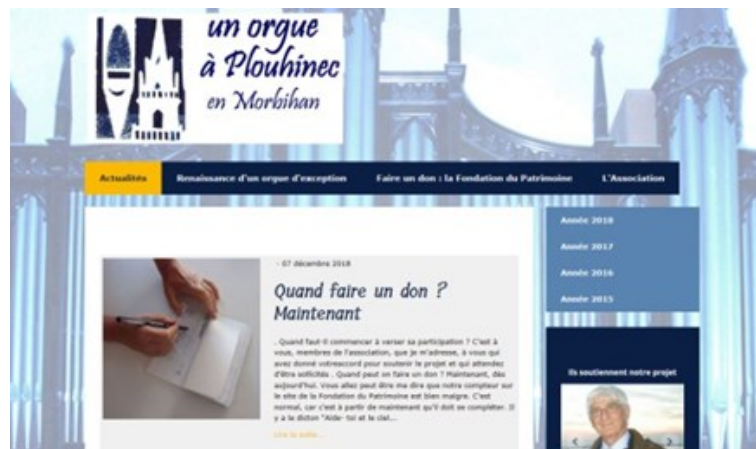 un orgue
à Plouhinec
en Morbihan
Actualités
Renaissance d'un orgue d'exception
Faire un don : la Fondation du Patrimoine
L'Association
- 07 décembre 2018
Quand faire un don ?
Maintenant
. Quand faut-il commencer à verser sa participation ? C'est à
vous, membres de l'association, que je m'adresse, à vous qui
avez donné votreaccord pour soutenir le projet et qui attendez
d'être sollicités . Quand peut on faire un don ? Maintenant, dès
aujourd'hui. Vous allez peut être me dire que notre compteur sur
le site de la Fondation du Patrimoine est bien maigre. C'est
normal, car c'est à partir de maintenant qu'il doit se compléter. Il
y a le dicton "Aide- toi et le ciel...
Lire la suite...
Année 2018
Année 2017
Année 2016
Année 2015
Ils soutiennent notre projet